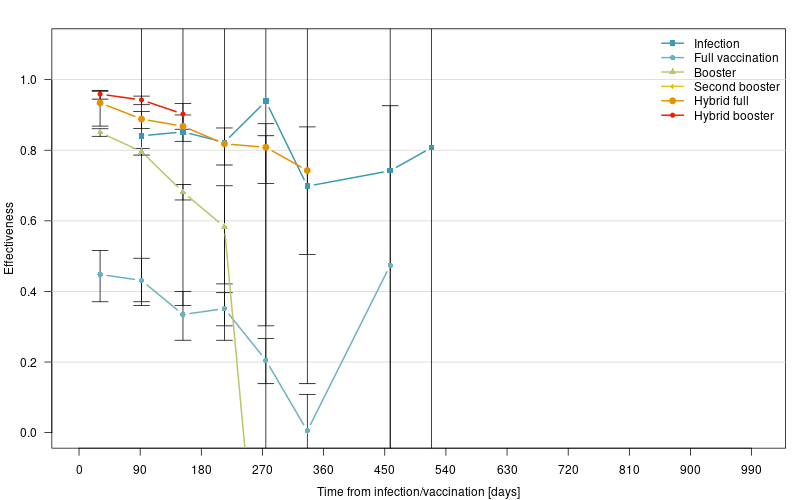 Infection
Full vaccination
Booster
Second booster
Hybrid full
Hybrid booster
1.0
0.8
0.6
0.4
0.2
0.0
Effectiveness
0 90 180 270 360 450 540 630 720 810 900 990
Time from infection/vaccination [days]